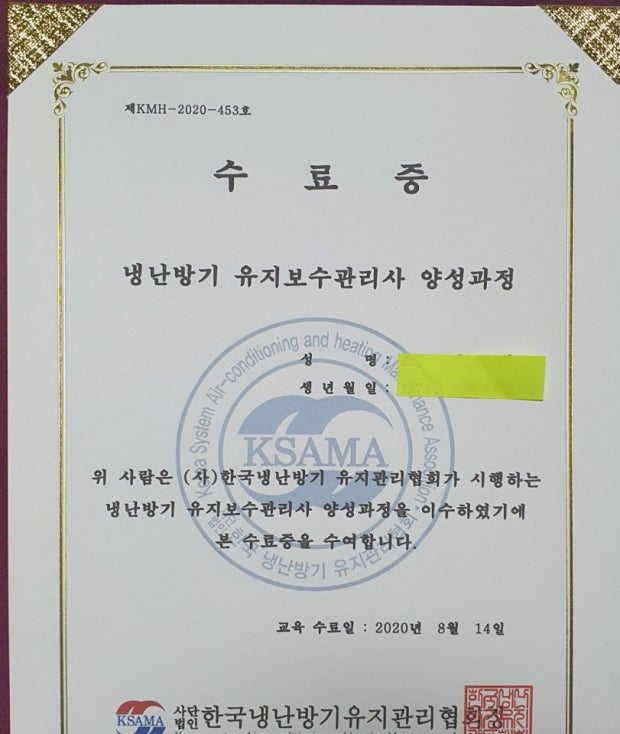 제KMH-2020-453호
수 료 증
냉난방기 유지보수관리사 양성과정
성 명 :
생년월일 :
KSAMA
위 사람은 (사)한국냉난방기 유지관리협회가 시행하는
냉난방기 유지보수관리사 양성과정을 이수하였기에
본 수료증을 수여합니다.
교육 수료일 : 2020년 8월 14일
KSAMA 사단법인 한국냉난방기유지관리협회장